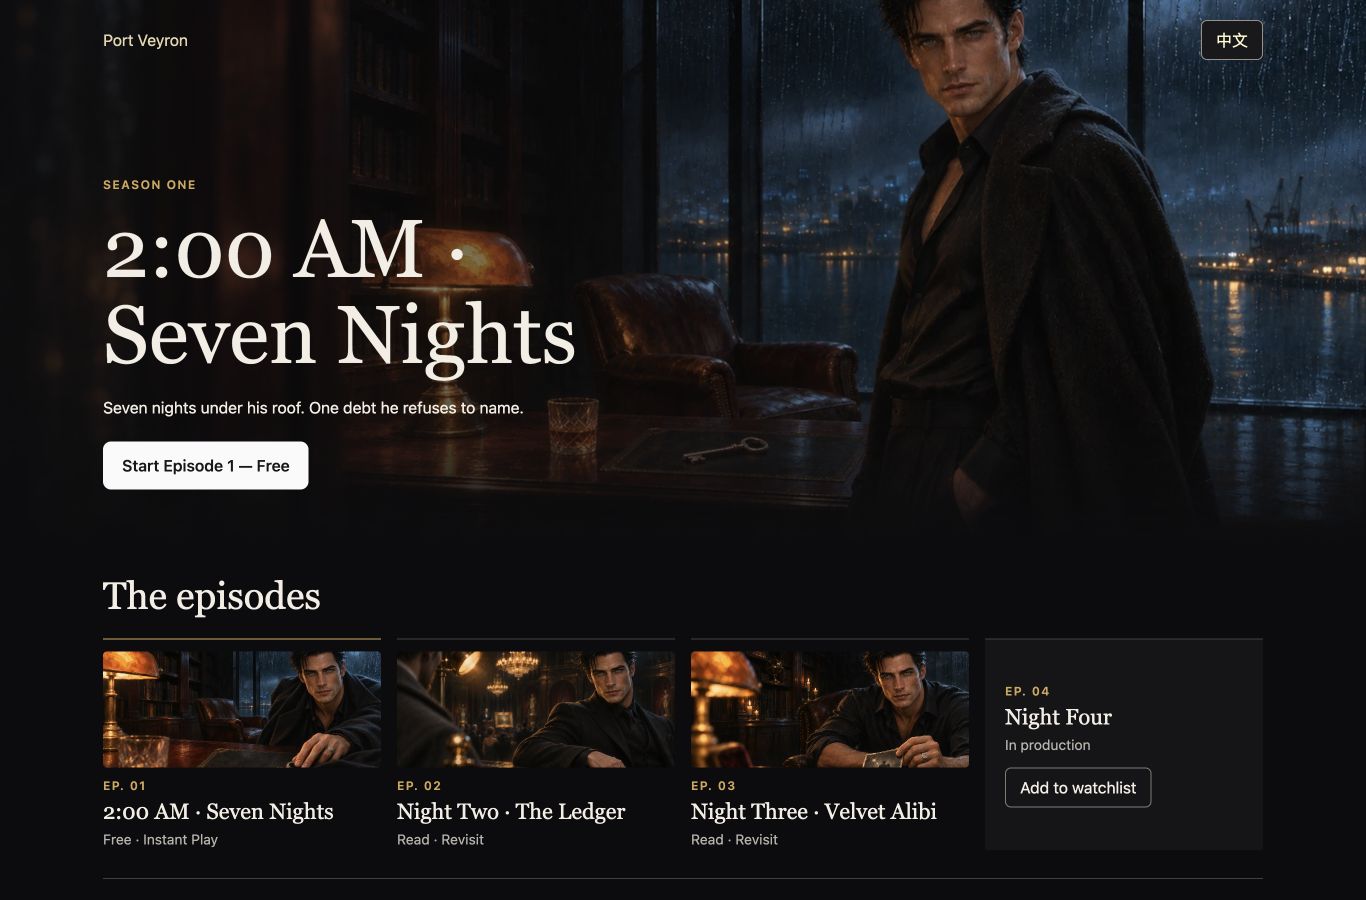 Port Veyron
中文
SEASON ONE
2:00 AM ·
Seven Nights
Seven nights under his roof. One debt he refuses to name.
Start Episode 1 — Free
The episodes
EP. 01
2:00 AM · Seven Nights
Free · Instant Play
EP. 02
Night Two · The Ledger
Read · Revisit
EP. 03
Night Three · Velvet Alibi
Read · Revisit
EP. 04
Night Four
In production
Add to watchlist